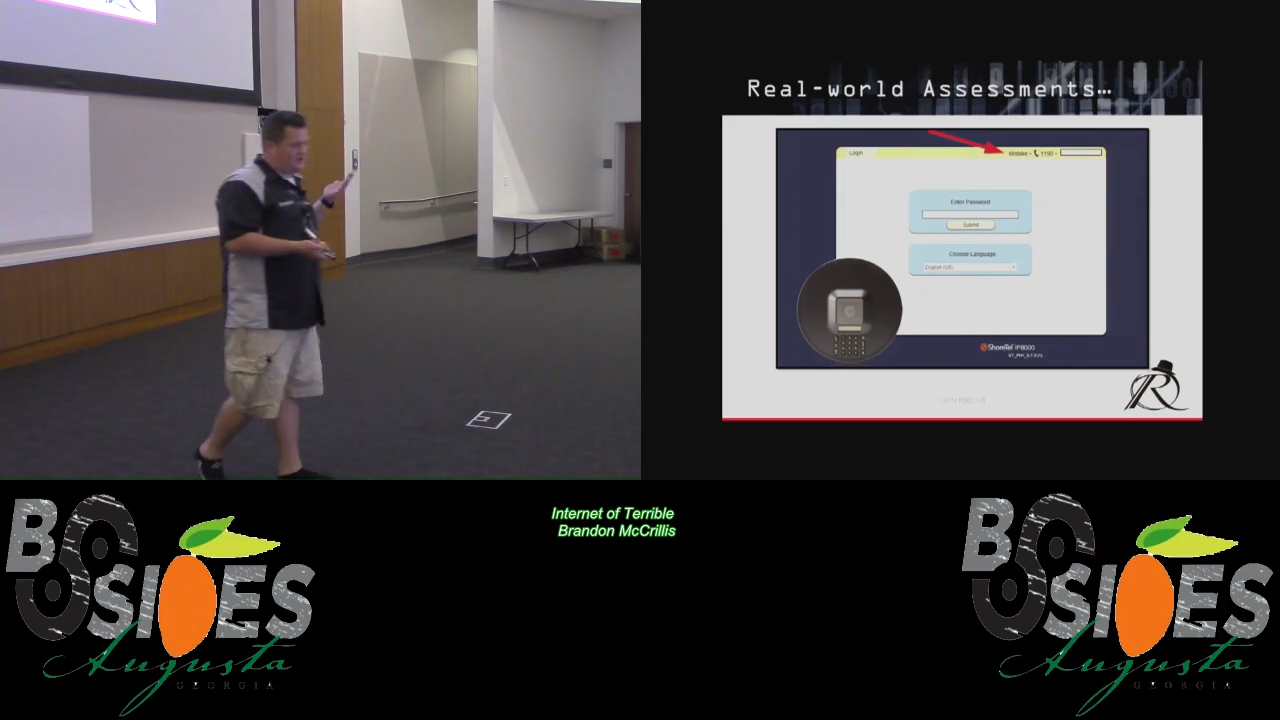 Real-world Assessments…
Login
1190 -
Enter Password
Submit
Choose Language
English (US)
ShoreTel IP8000
R
Internet of Terrible
Brandon McCrillis
BSIDES
Augusta
GEORGIA
BSIDES
Augusta
GEORGIA